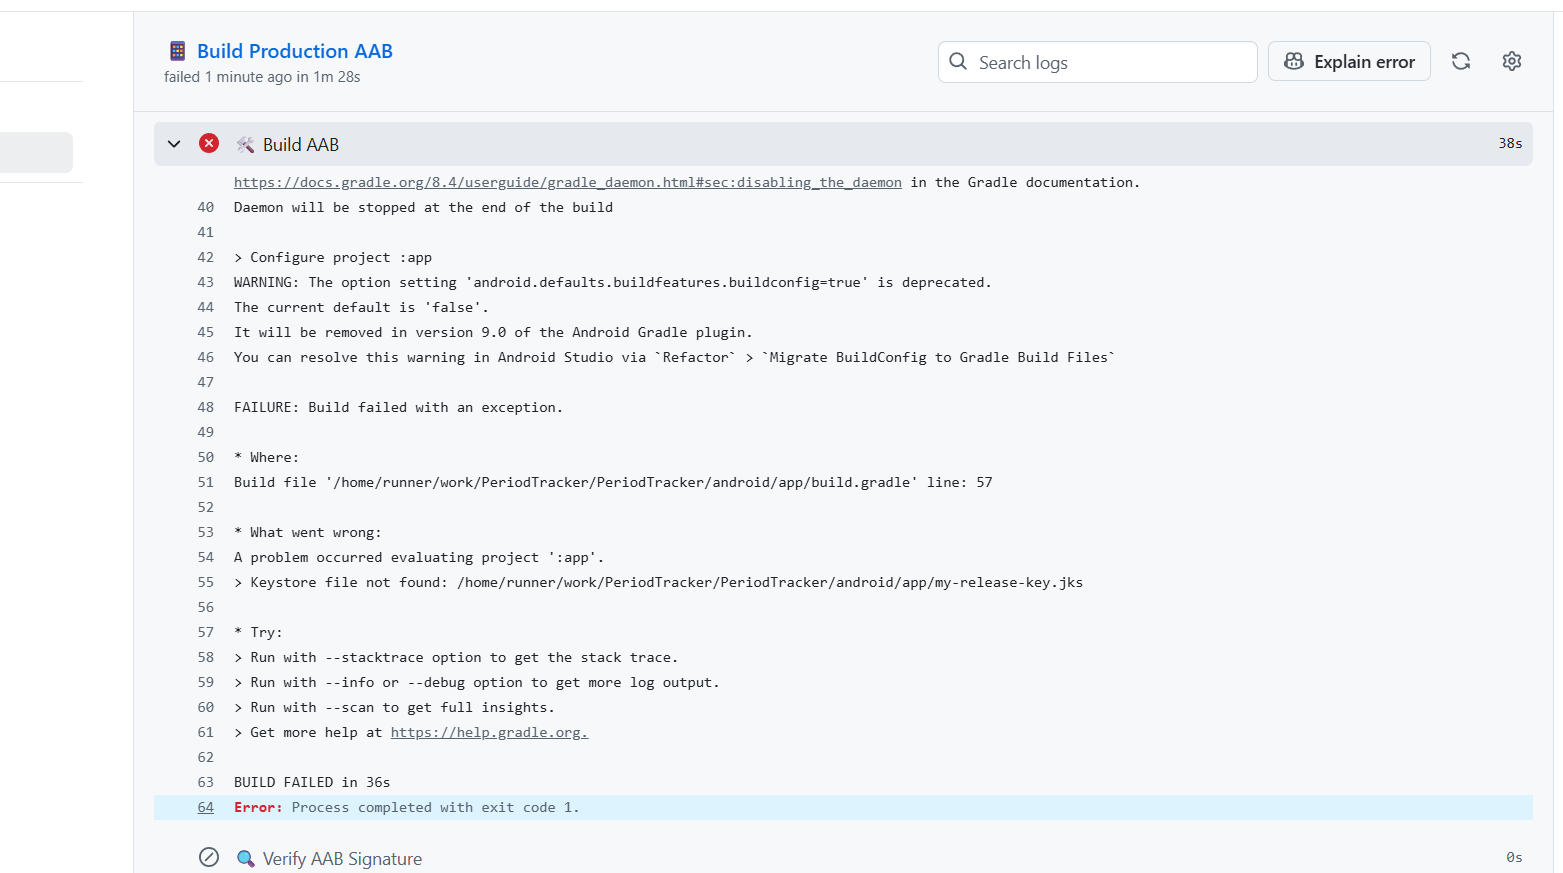 Build Production AAB
failed 1 minute ago in 1m 28s
Search logs
Explain error
Build AAB
38s
https://docs.gradle.org/8.4/userguide/gradle_daemon.html#sec:disabling_the_daemon in the Gradle documentation.
40 Daemon will be stopped at the end of the build
41
42 > Configure project :app
43 WARNING: The option setting 'android.defaults.buildfeatures.buildconfig=true' is deprecated.
44 The current default is 'false'.
45 It will be removed in version 9.0 of the Android Gradle plugin.
46 You can resolve this warning in Android Studio via `Refactor` > `Migrate BuildConfig to Gradle Build Files`
47
48 FAILURE: Build failed with an exception.
49
50 * Where:
51 Build file '/home/runner/work/PeriodTracker/PeriodTracker/android/app/build.gradle' line: 57
52
53 * What went wrong:
54 A problem occurred evaluating project ':app'.
55 > Keystore file not found: /home/runner/work/PeriodTracker/PeriodTracker/android/app/my-release-key.jks
56
57 * Try:
58 > Run with --stacktrace option to get the stack trace.
59 > Run with --info or --debug option to get more log output.
60 > Run with --scan to get full insights.
61 > Get more help at https://help.gradle.org.
62
63 BUILD FAILED in 36s
64 Error: Process completed with exit code 1.
Verify AAB Signature
0s